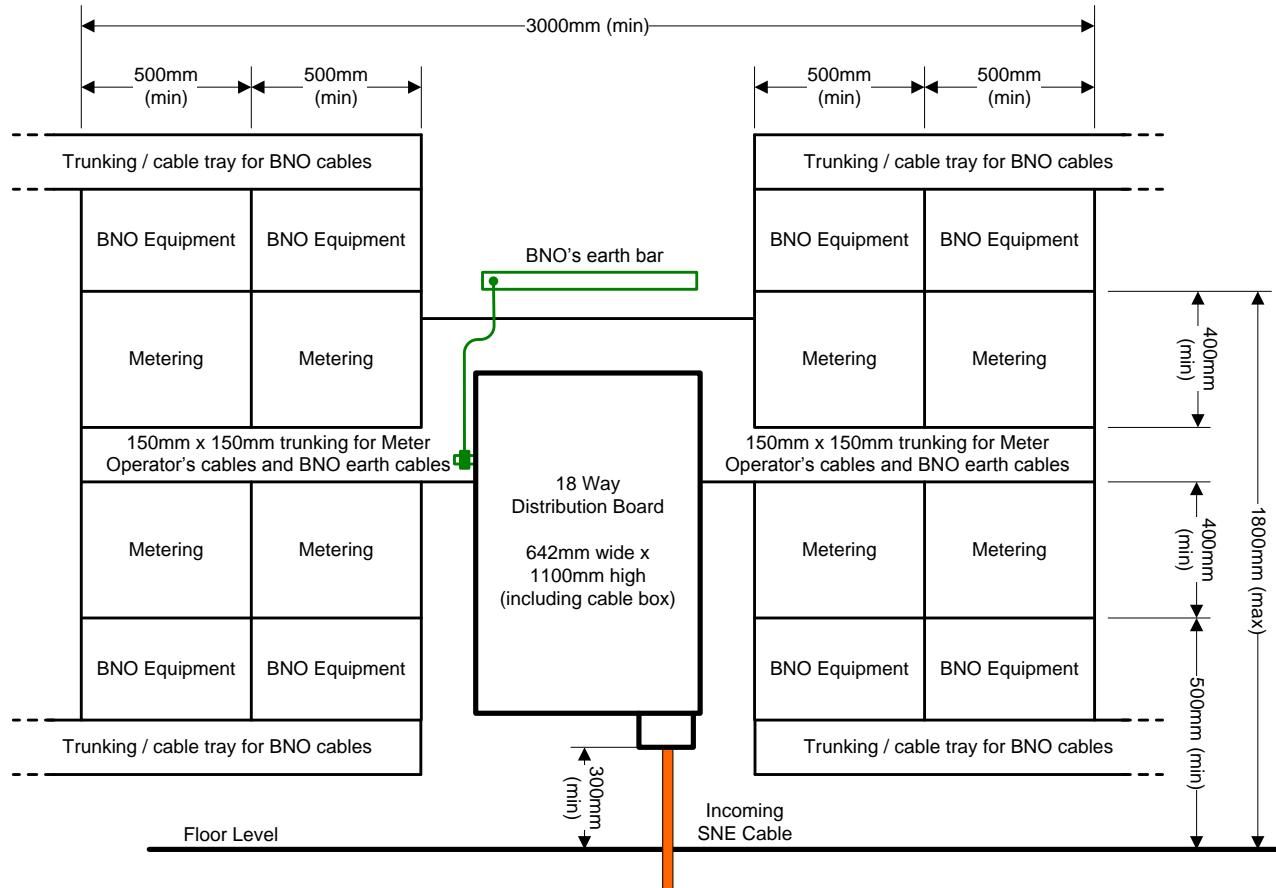 3000mm (min)
500mm
(min)
500mm
(min)
500mm
(min)
500mm
(min)
Trunking / cable tray for BNO cables
Trunking / cable tray for BNO cables
BNO Equipment
BNO Equipment
BNO's earth bar
BNO Equipment
BNO Equipment
Metering
Metering
Metering
Metering
400mm
(min)
150mm x 150mm trunking for Meter
Operator's cables and BNO earth cables
150mm x 150mm trunking for Meter
Operator's cables and BNO earth cables
18 Way
Distribution Board
642mm wide x
1100mm high
(including cable box)
Metering
Metering
Metering
Metering
400mm
(min)
1800mm (max)
BNO Equipment
BNO Equipment
BNO Equipment
BNO Equipment
500mm (min)
Trunking / cable tray for BNO cables
Trunking / cable tray for BNO cables
300mm
(min)
Floor Level
Incoming
SNE Cable